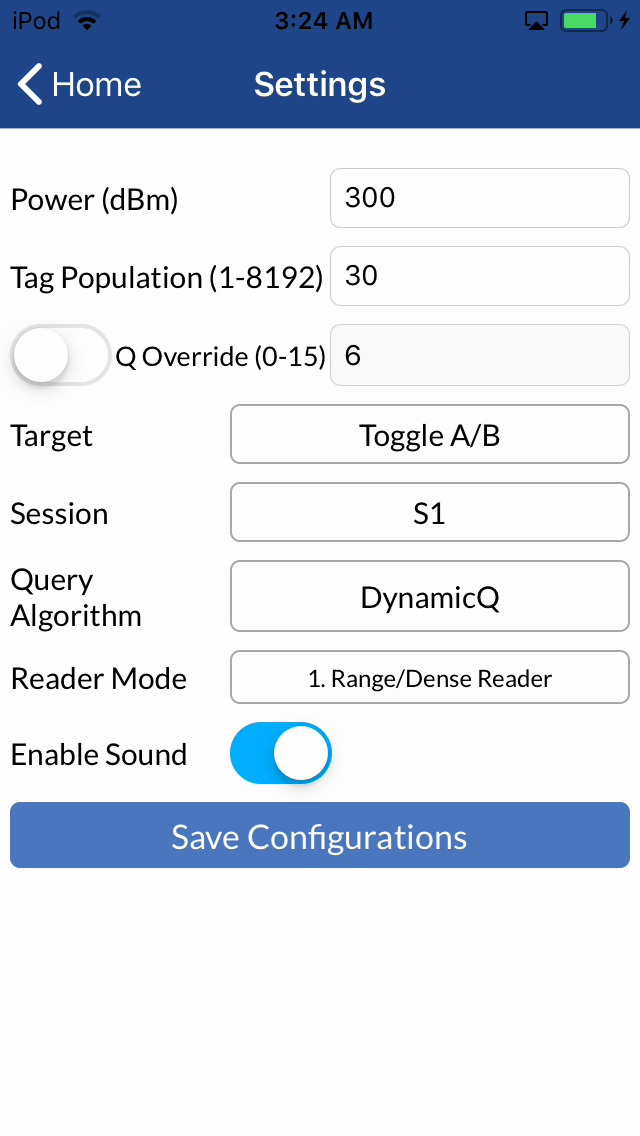 iPod 3:24 AM
Home Settings
Power (dBm) 300
Tag Population (1-8192) 30
Q Override (0-15) 6
Target Toggle A/B
Session S1
Query
Algorithm DynamicQ
Reader Mode 1. Range/Dense Reader
Enable Sound
Save Configurations